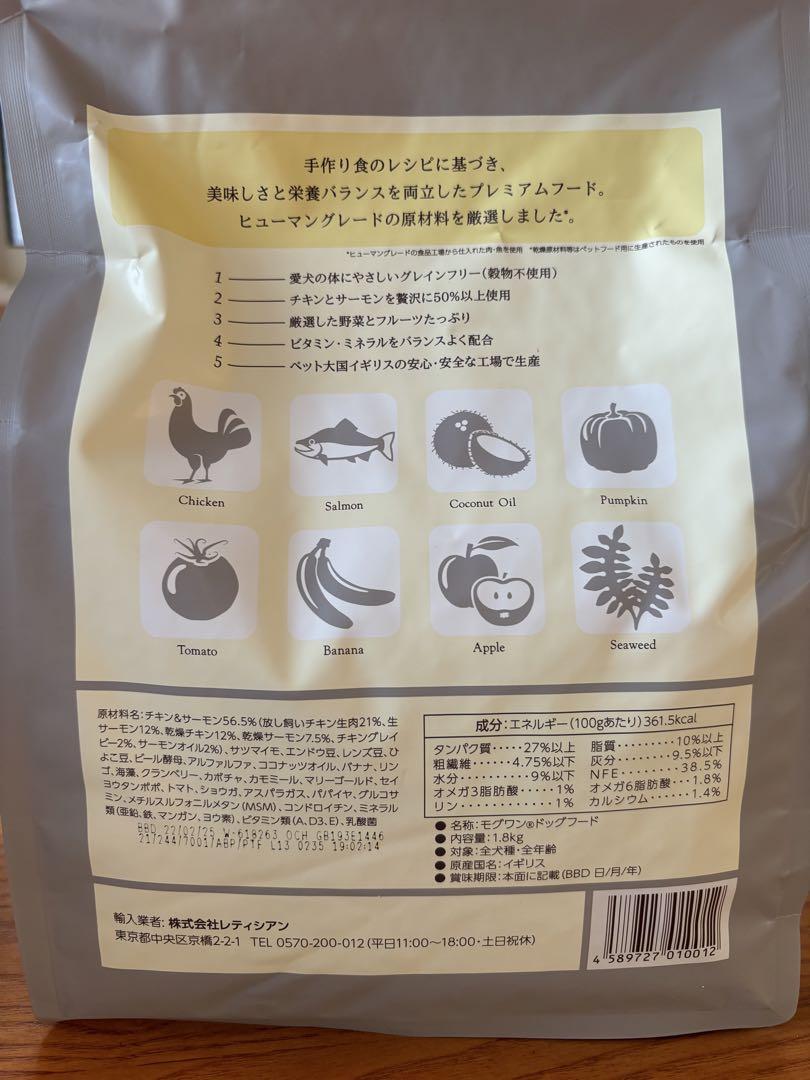 手作り食のレシピに基づき、
美味しさと栄養バランスを両立したプレミアムフード。
ヒューマングレードの原材料を厳選しました*。
*ヒューマングレードの食品工場から仕入れた肉・魚を使用 *乾燥原材料等はペットフード用に生産されたものを使用
1 愛犬の体にやさしいグレインフリー(穀物不使用)
2 チキンとサーモンを贅沢に50%以上使用
3 厳選した野菜とフルーツたっぷり
4 ビタミン・ミネラルをバランスよく配合
5 ペット大国イギリスの安心・安全な工場で生産
Chicken
Salmon
Coconut Oil
Pumpkin
Tomato
Banana
Apple
Seaweed
原材料名:チキン&サーモン56.5%(放し飼いチキン生肉21%、生
サーモン12%、乾燥チキン12%、乾燥サーモン7.5%、チキングレイ
ビー2%、サーモンオイル2%)、サツマイモ、エンドウ豆、レンズ豆、ひ
よこ豆、ビール酵母、アルファルファ、ココナッツオイル、バナナ、リン
ゴ、海藻、クランベリー、カボチャ、カモミール、マリーゴールド、セイ
ヨウタンポポ、トマト、ショウガ、アスパラガス、パパイヤ、グルコサ
ミン、メチルスルフォニルメタン(MSM)、コンドロイチン、ミネラル
類(亜鉛、鉄、マンガン、ヨウ素)、ビタミン類(A、D3、E)、乳酸菌
BBD 22/02/25 W-618263 OCH GB193E1446
21/244/70017/ABP/PTF L13 0235 19:02:14
成分:エネルギー(100gあたり)361.5kcal
タンパク質・・・・・27%以上
粗繊維・・・・・4.75%以下
水分・・・・・・・・・9%以下
オメガ3脂肪酸・・・・・1%
リン・・・・・・・・・・・・1%
脂質・・・・・・・・10%以上
灰分・・・・・・・9.5%以下
NFE・・・・・・・・38.5%
オメガ6脂肪酸・・・1.8%
カルシウム・・・・・・1.4%
● 名称:モグワン®ドッグフード
● 内容量:1.8kg
● 対象:全犬種・全年齢
● 原産国名:イギリス
● 賞味期限:本面に記載(BBD 日/月/年)
輸入業者: 株式会社レティシアン
東京都中央区京橋2-2-1 TEL 0570-200-012(平日11:00〜18:00・土日祝休)
4 589727 010012